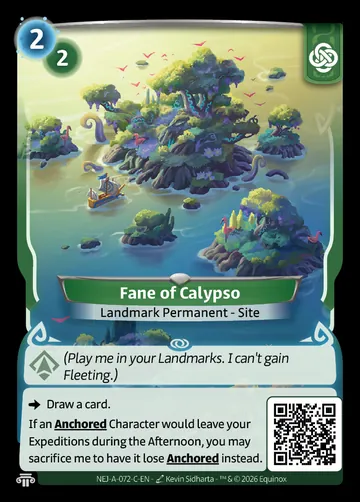 2
2
Fane of Calypso
Landmark Permanent - Site
(Play me in your Landmarks. I can't gain
Fleeting.)
➔ Draw a card.
If an Anchored Character would leave your
Expeditions during the Afternoon, you may
sacrifice me to have it lose Anchored instead.
NEJ-A-072-C-EN - Kevin Sidharta - ™ & © 2026 Equinox